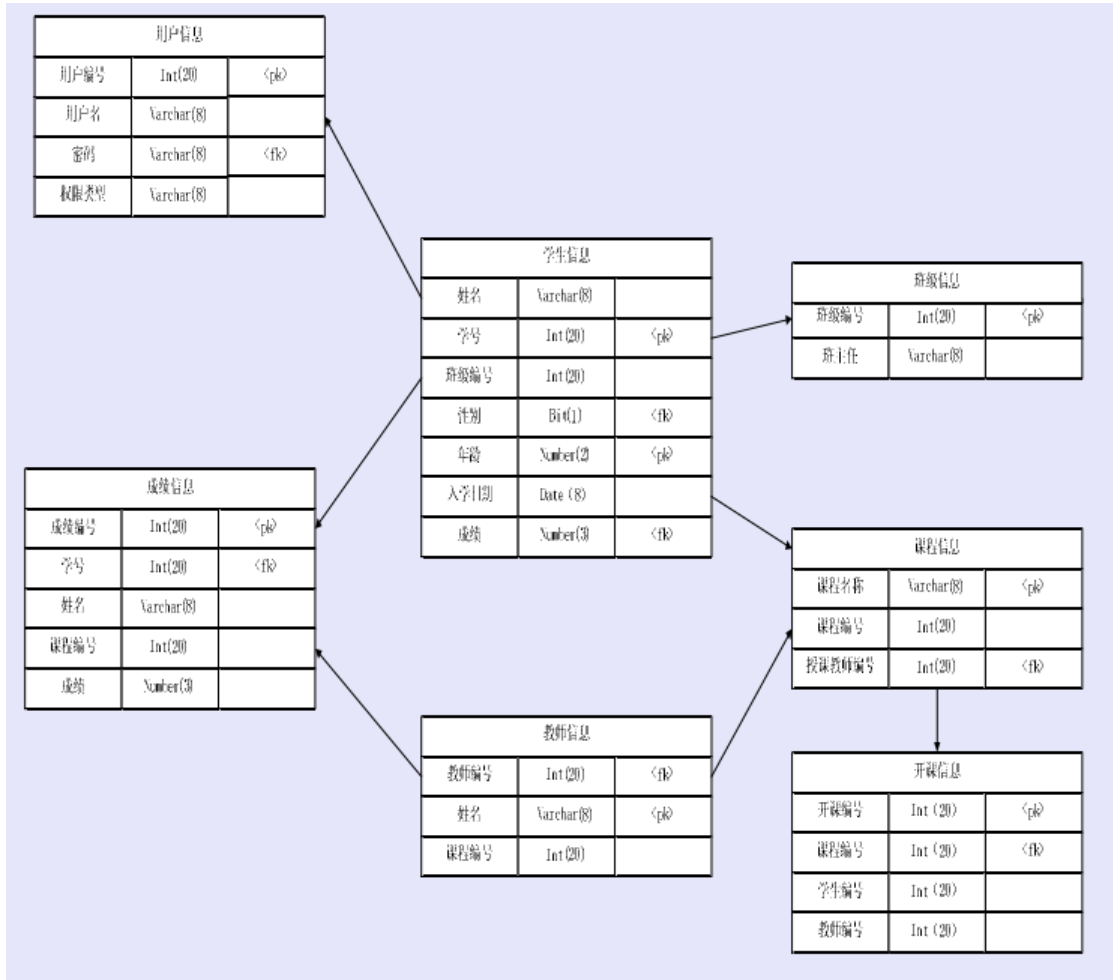 用户信息
用户编号 Int(20) <pk>
用户名 Varchar(8)
密码 Varchar(8) <fk>
权限类型 Varchar(8)
学生信息
姓名 Varchar(8)
学号 Int(20) <pk>
班级编号 Int(20)
性别 Bit(1) <fk>
年龄 Number(2) <pk>
入学日期 Date (8)
成绩 Number(3) <fk>
班级信息
班级编号 Int(20) <pk>
班主任 Varchar(8)
成绩信息
成绩编号 Int(20) <pk>
学号 Int(20) <fk>
姓名 Varchar(8)
课程编号 Int(20)
成绩 Number(3)
课程信息
课程名称 Varchar(8) <pk>
课程编号 Int(20)
授课教师编号 Int(20) <fk>
教师信息
教师编号 Int(20) <fk>
姓名 Varchar(8) <pk>
课程编号 Int(20)
开课信息
开课编号 Int (20) <pk>
课程编号 Int (20) <fk>
学生编号 Int (20)
教师编号 Int (20)